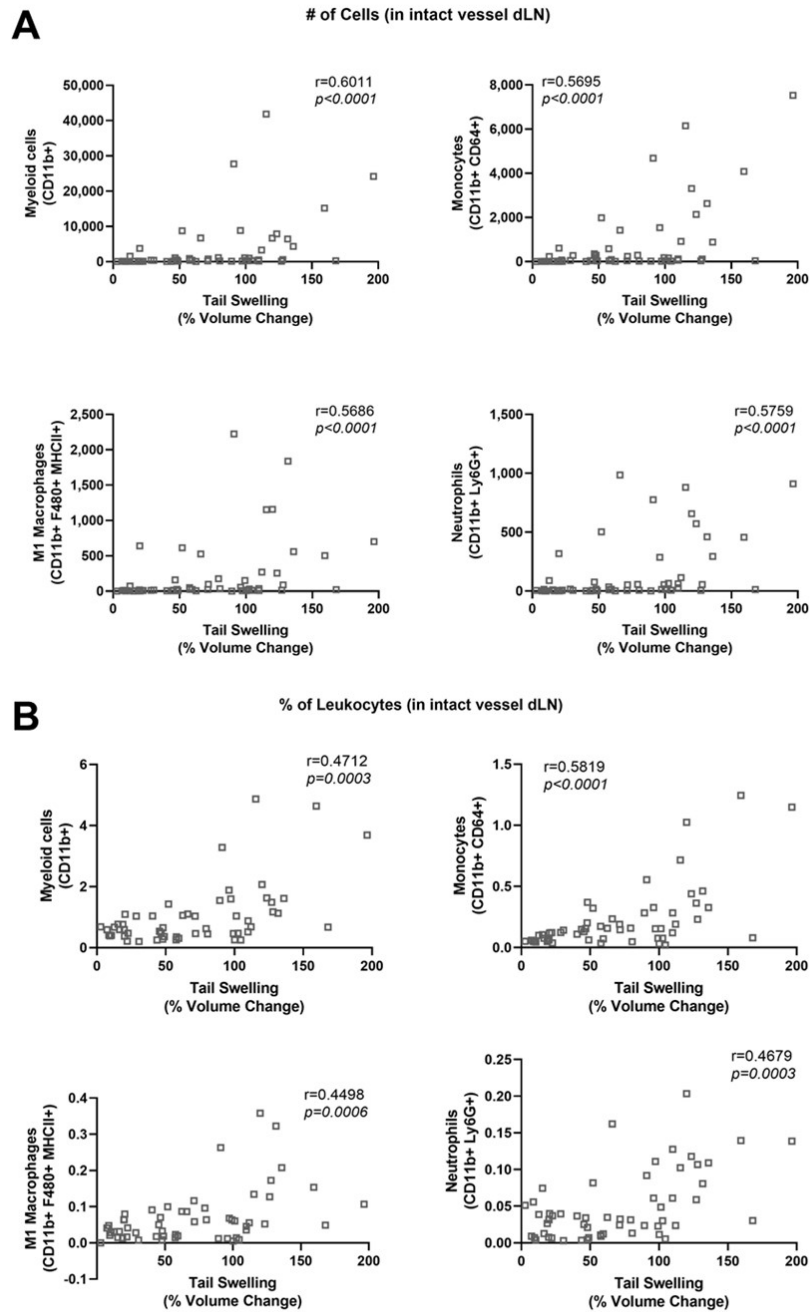 A
# of Cells (in intact vessel dLN)
r=0.6011
p<0.0001
50,000
40,000
30,000
20,000
10,000
0
Myeloid cells
(CD11b+)
0 50 100 150 200
Tail Swelling
(% Volume Change)
r=0.5695
p<0.0001
8,000
6,000
4,000
2,000
0
Monocytes
(CD11b+ CD64+)
0 50 100 150 200
Tail Swelling
(% Volume Change)
r=0.5686
p<0.0001
2,500
2,000
1,500
1,000
500
0
M1 Macrophages
(CD11b+ F480+ MHCII+)
0 50 100 150 200
Tail Swelling
(% Volume Change)
r=0.5759
p<0.0001
1,500
1,000
500
0
Neutrophils
(CD11b+ Ly6G+)
0 50 100 150 200
Tail Swelling
(% Volume Change)
B
% of Leukocytes (in intact vessel dLN)
r=0.4712
p=0.0003
6
4
2
0
Myeloid cells
(CD11b+)
0 50 100 150 200
Tail Swelling
(% Volume Change)
r=0.5819
p<0.0001
1.5
1.0
0.5
0.0
Monocytes
(CD11b+ CD64+)
0 50 100 150 200
Tail Swelling
(% Volume Change)
r=0.4498
p=0.0006
0.4
0.3
0.2
0.1
0.0
-0.1
M1 Macrophages
(CD11b+ F480+ MHCII+)
50 100 150 200
Tail Swelling
(% Volume Change)
r=0.4679
p=0.0003
0.25
0.20
0.15
0.10
0.05
0.00
Neutrophils
(CD11b+ Ly6G+)
0 50 100 150 200
Tail Swelling
(% Volume Change)